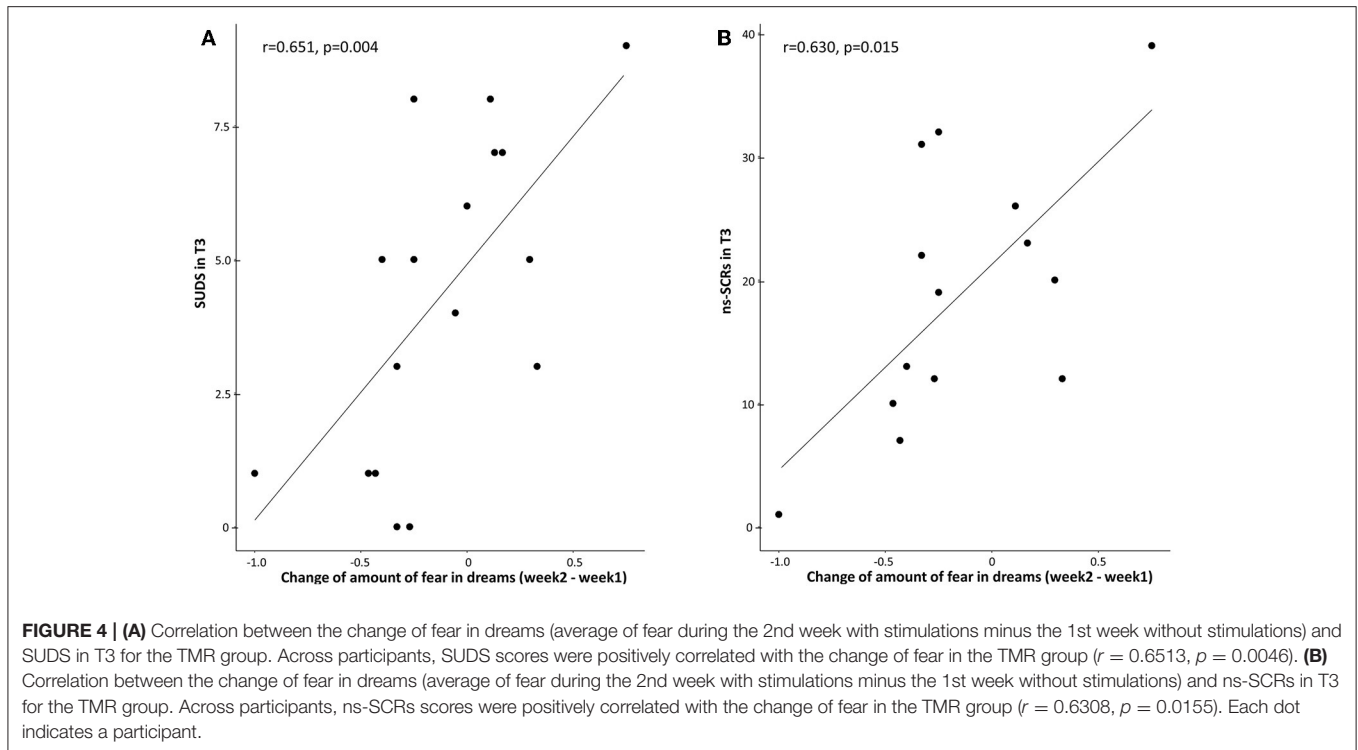 A
r=0.651, p=0.004
7.5
5.0
2.5
0
-1.0
-0.5
0
0.5
SUDS in T3
Change of amount of fear in dreams (week2 - week1)
B
r=0.630, p=0.015
40
30
20
10
0
-1.0
-0.5
0
0.5
ns-SCRs in T3
Change of amount of fear in dreams (week2 - week1)
FIGURE 4 | (A) Correlation between the change of fear in dreams (average of fear during the 2nd week with stimulations minus the 1st week without stimulations) and
SUDS in T3 for the TMR group. Across participants, SUDS scores were positively correlated with the change of fear in the TMR group (r = 0.6513, p = 0.0046). (B)
Correlation between the change of fear in dreams (average of fear during the 2nd week with stimulations minus the 1st week without stimulations) and ns-SCRs in T3
for the TMR group. Across participants, ns-SCRs scores were positively correlated with the change of fear in the TMR group (r = 0.6308, p = 0.0155). Each dot
indicates a participant.